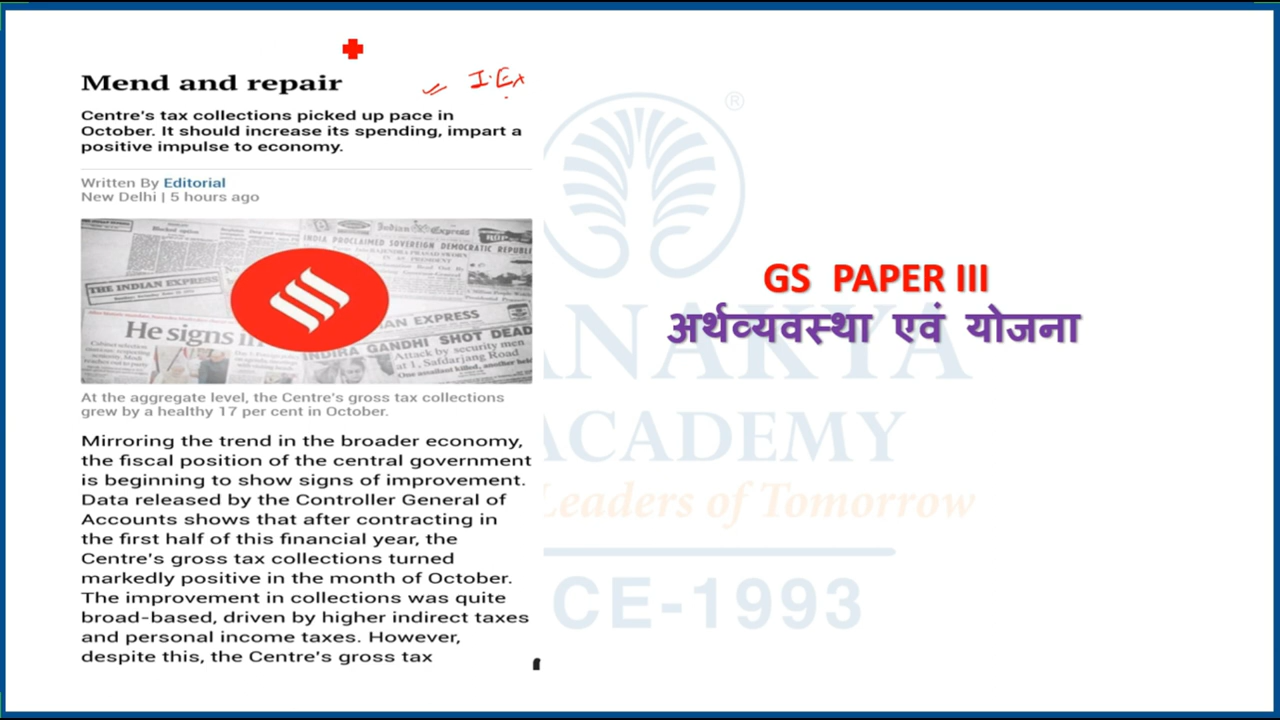 Mend and repair
I.Ex
Centre's tax collections picked up pace in
October. It should increase its spending, impart a
positive impulse to economy.
Written By Editorial
New Delhi | 5 hours ago
Indian Express
INDIA PROCLAIMED SOVEREIGN DEMOCRATIC REPUBLI
THE INDIAN EXPRESS
He signs
AN EXPRESS
INDIRA GANDHI SHOT DEAD
Attack by security men
at 1, Safdarjang Road
At the aggregate level, the Centre's gross tax collections
grew by a healthy 17 per cent in October.
Mirroring the trend in the broader economy,
the fiscal position of the central government
is beginning to show signs of improvement.
Data released by the Controller General of
Accounts shows that after contracting in
the first half of this financial year, the
Centre's gross tax collections turned
markedly positive in the month of October.
The improvement in collections was quite
broad-based, driven by higher indirect taxes
and personal income taxes. However,
despite this, the Centre's gross tax
GS PAPER III
अर्थव्यवस्था एवं योजना
®
ANAKYA
ACADEMY
Leaders of Tomorrow
CE-1993